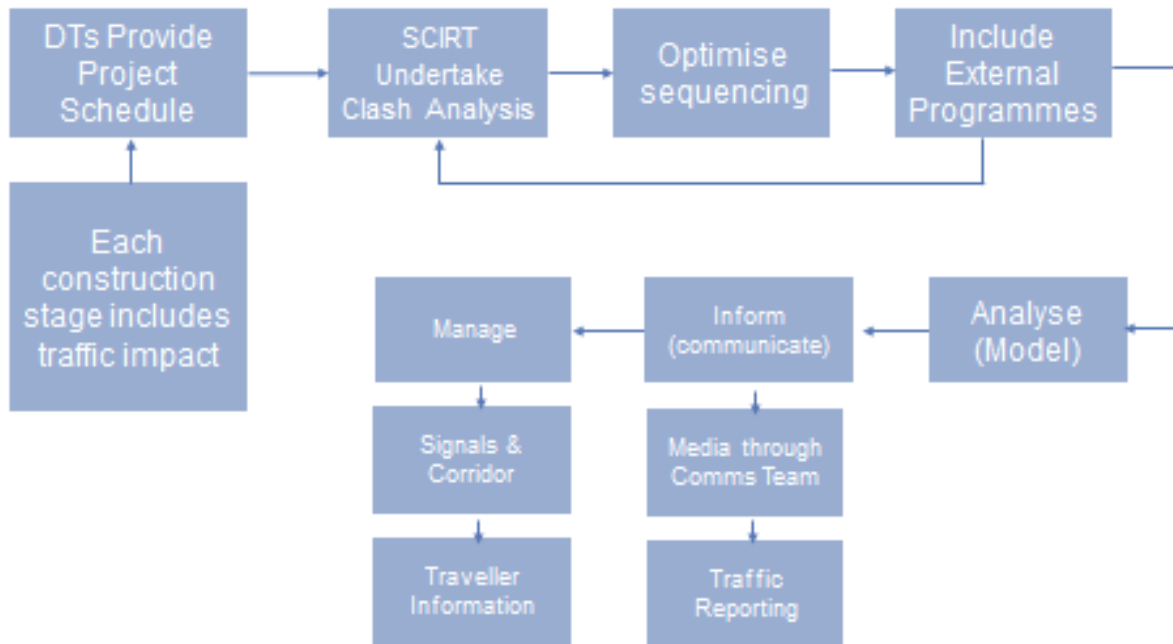 DTs Provide
Project
Schedule
SCIRT
Undertake
Clash Analysis
Optimise
sequencing
Include
External
Programmes
Each
construction
stage includes
traffic impact
Manage
Inform
(communicate)
Analyse
(Model)
Signals &
Corridor
Media through
Comms Team
Traveller
Information
Traffic
Reporting